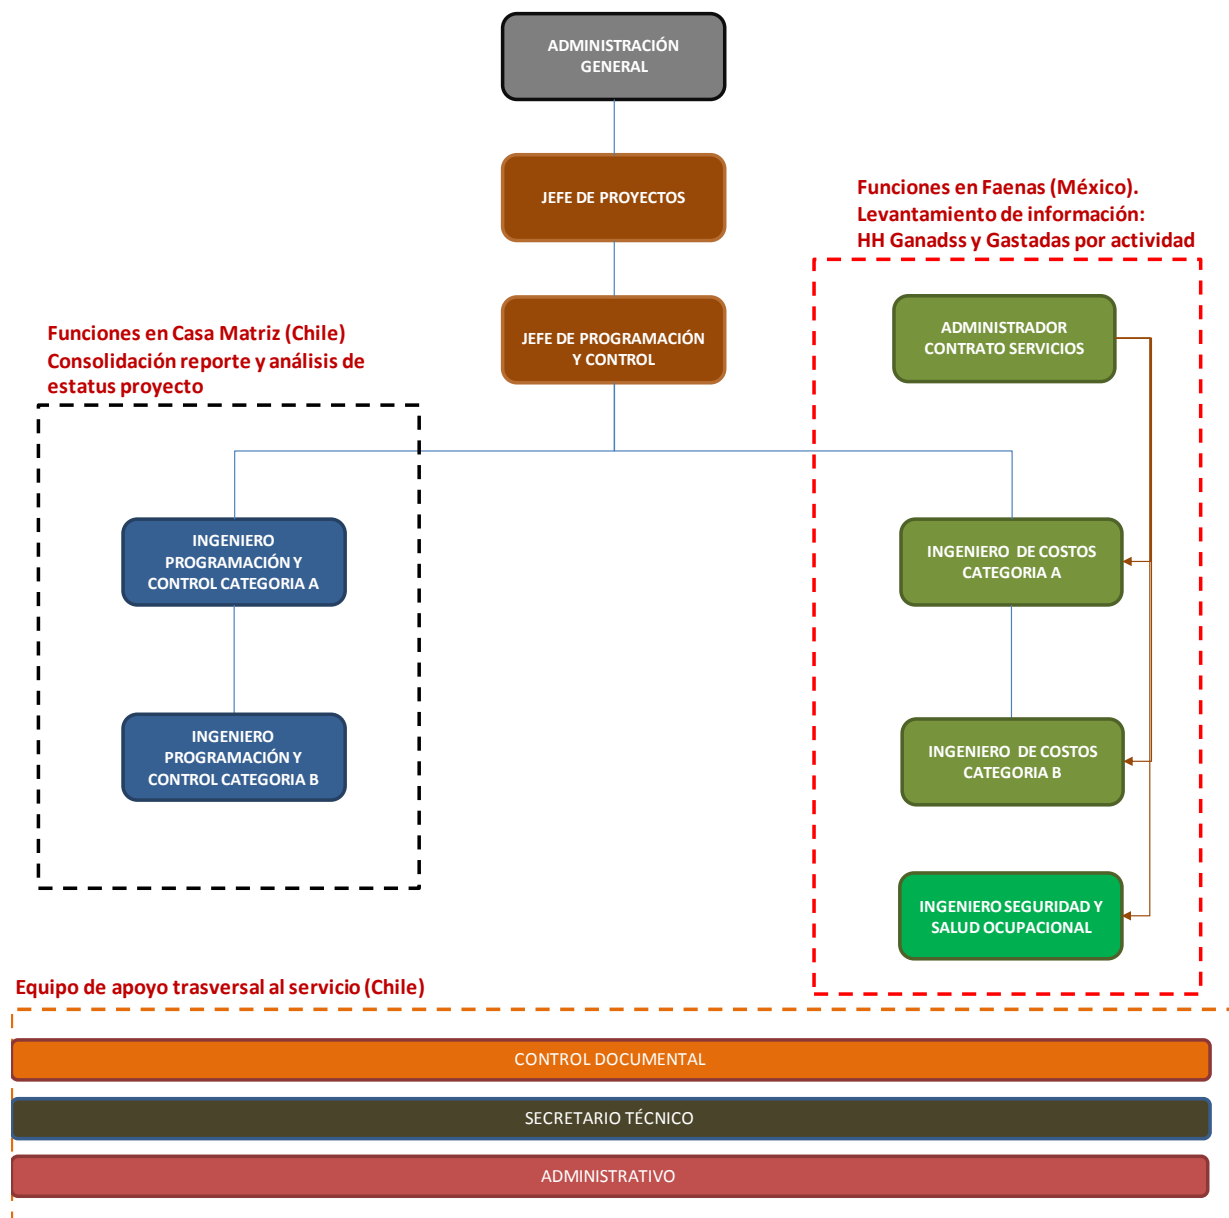 ADMINISTRACIÓN
GENERAL
JEFE DE PROYECTOS
Funciones en Faenas (México).
Levantamiento de información:
HH Ganadss y Gastadas por actividad
JEFE DE PROGRAMACIÓN
Y CONTROL
ADMINISTRADOR
CONTRATO SERVICIOS
Funciones en Casa Matriz (Chile)
Consolidación reporte y análisis de
estatus proyecto
INGENIERO
PROGRAMACIÓN Y
CONTROL CATEGORIA A
INGENIERO DE COSTOS
CATEGORIA A
INGENIERO
PROGRAMACIÓN Y
CONTROL CATEGORIA B
INGENIERO DE COSTOS
CATEGORIA B
INGENIERO SEGURIDAD Y
SALUD OCUPACIONAL
Equipo de apoyo trasversal al servicio (Chile)
CONTROL DOCUMENTAL
SECRETARIO TÉCNICO
ADMINISTRATIVO